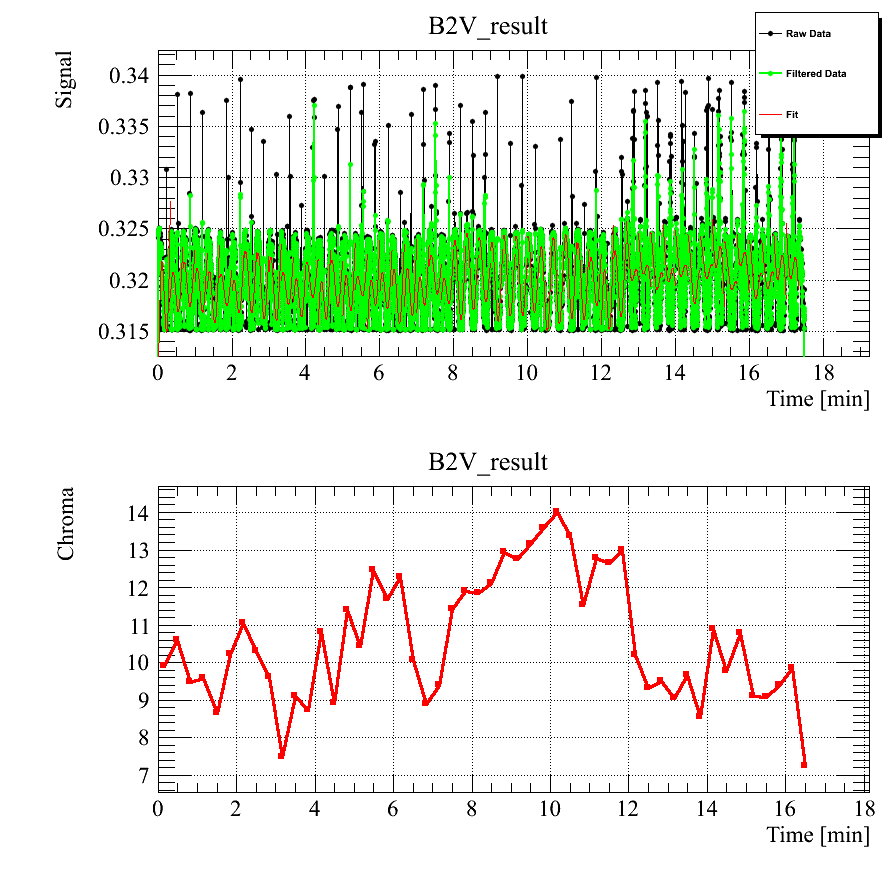 B2V_result
Signal
Raw Data
Filtered Data
Fit
0.34
0.335
0.33
0.325
0.32
0.315
0 2 4 6 8 10 12 14 16 18
Time [min]
B2V_result
Chroma
14
13
12
11
10
9
8
7
0 2 4 6 8 10 12 14 16 18
Time [min]